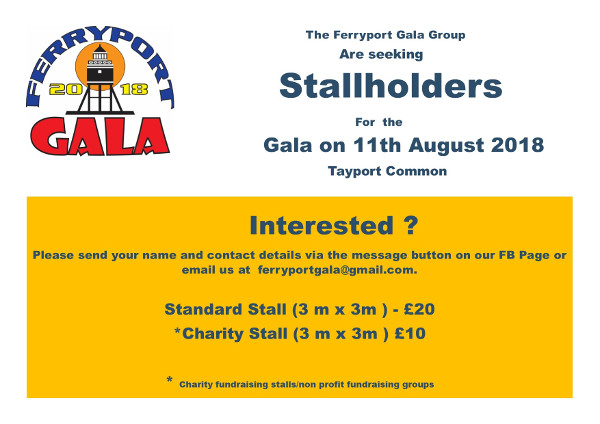 FERRYPORT
2018
GALA
The Ferryport Gala Group
Are seeking
Stallholders
For the
Gala on 11th August 2018
Tayport Common
Interested ?
Please send your name and contact details via the message button on our FB Page or
email us at ferryportgala@gmail.com.
Standard Stall (3 m x 3m ) - £20
*Charity Stall (3 m x 3m ) £10
* Charity fundraising stalls/non profit fundraising groups